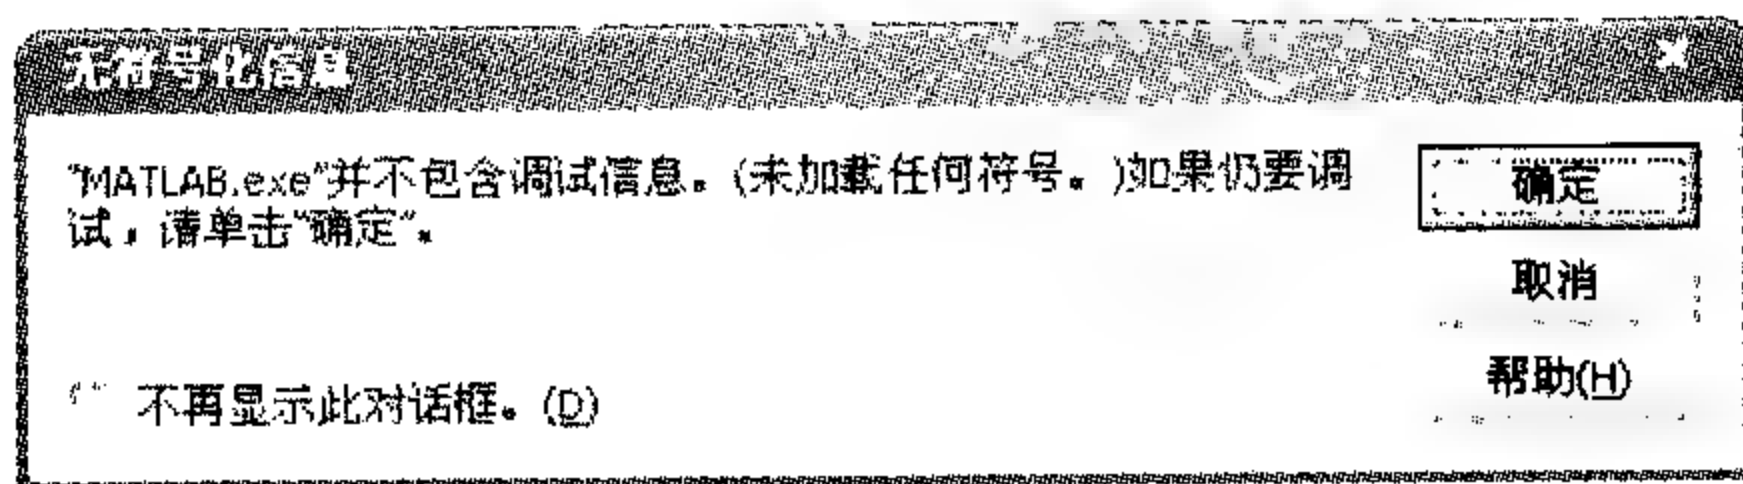 无符号化信息
"MATLAB.exe"并不包含调试信息。(未加载任何符号。)如果仍要调
试，请单击"确定"。
确定
取消
帮助(H)
不再显示此对话框。(D)